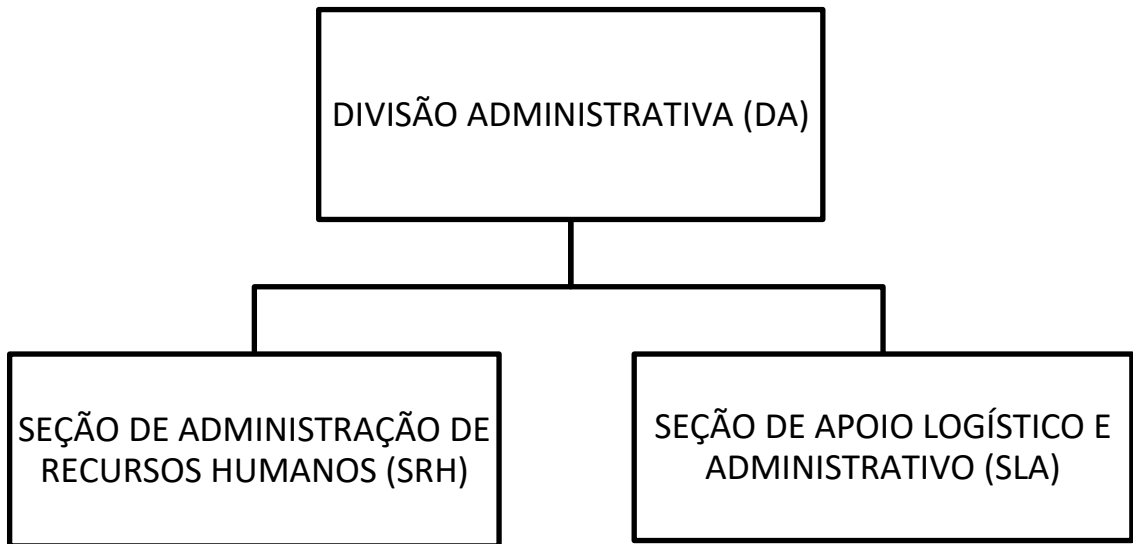 DIVISÃO ADMINISTRATIVA (DA)
SEÇÃO DE ADMINISTRAÇÃO DE
RECURSOS HUMANOS (SRH)
SEÇÃO DE APOIO LOGÍSTICO E
ADMINISTRATIVO (SLA)